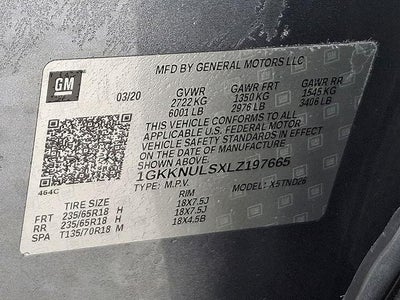 GM
MFD BY GENERAL MOTORS LLC
03/20 GVWR GAWR FRT GAWR RR
2722 KG 1350 KG 1545 KG
6001 LB 2976 LB 3406 LB
THIS VEHICLE CONFORMS TO ALL
APPLICABLE U.S. FEDERAL MOTOR
VEHICLE SAFETY STANDARDS IN EFFECT
ON THE DATE OF MANUFACTURE
SHOWN ABOVE.
1GKKNULSXLZ197665
464C TYPE: M.P.V. MODEL: X5TND26
TIRE SIZE RIM
FRT 235/65R18 H 18X7.5J
RR 235/65R18 H 18X7.5J
SPA T135/70R18 M 18X4.5B